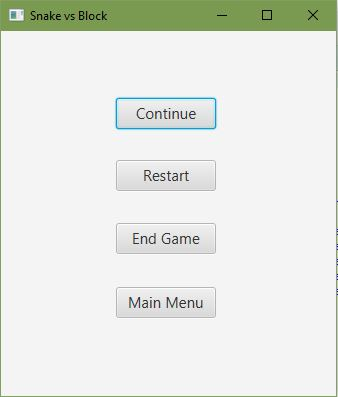 Snake vs Block
Continue
Restart
End Game
Main Menu